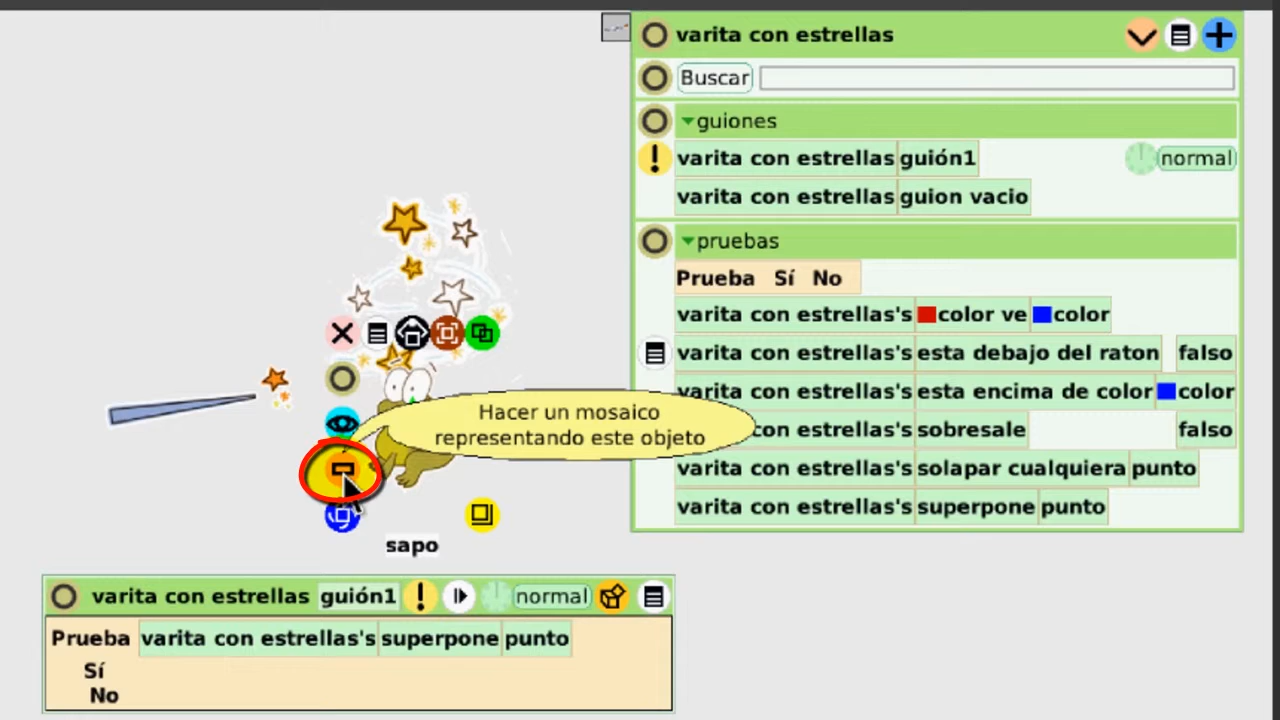 varita con estrellas
Buscar
guiones
varita con estrellas guión1 normal
varita con estrellas guion vacio
pruebas
Prueba Sí No
varita con estrellas's color ve color
varita con estrellas's esta debajo del raton falso
varita con estrellas's esta encima de color color
con estrellas's sobresale falso
varita con estrellas's solapar cualquiera punto
varita con estrellas's superpone punto
Hacer un mosaico
representando este objeto
sapo
varita con estrellas guión1 ! normal
Prueba varita con estrellas's superpone punto
Sí
No